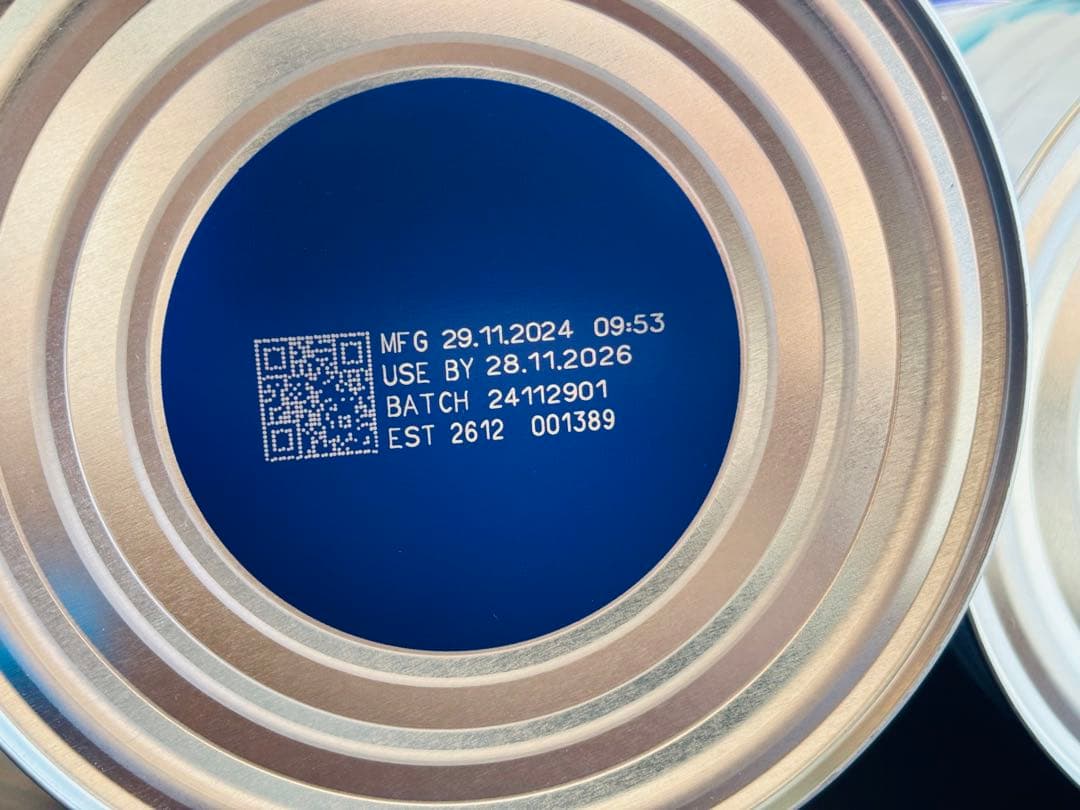 MFG 29.11.2024 09:53
USE BY 28.11.2026
BATCH 24112901
EST 2612 001389